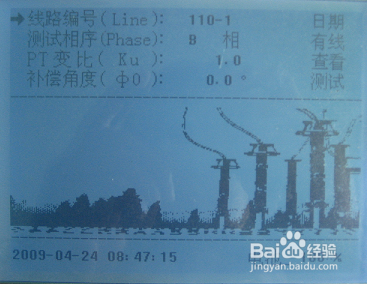 ➔线路编号(Line): 110-1 日期
测试相序(Phase): B 相 有线
PT变比( Ku ): 1.0 查看
补偿角度(Φ0): 0.0° 测试
2009-04-24 08:47:15
Baidu经验
jingyan.baidu.com